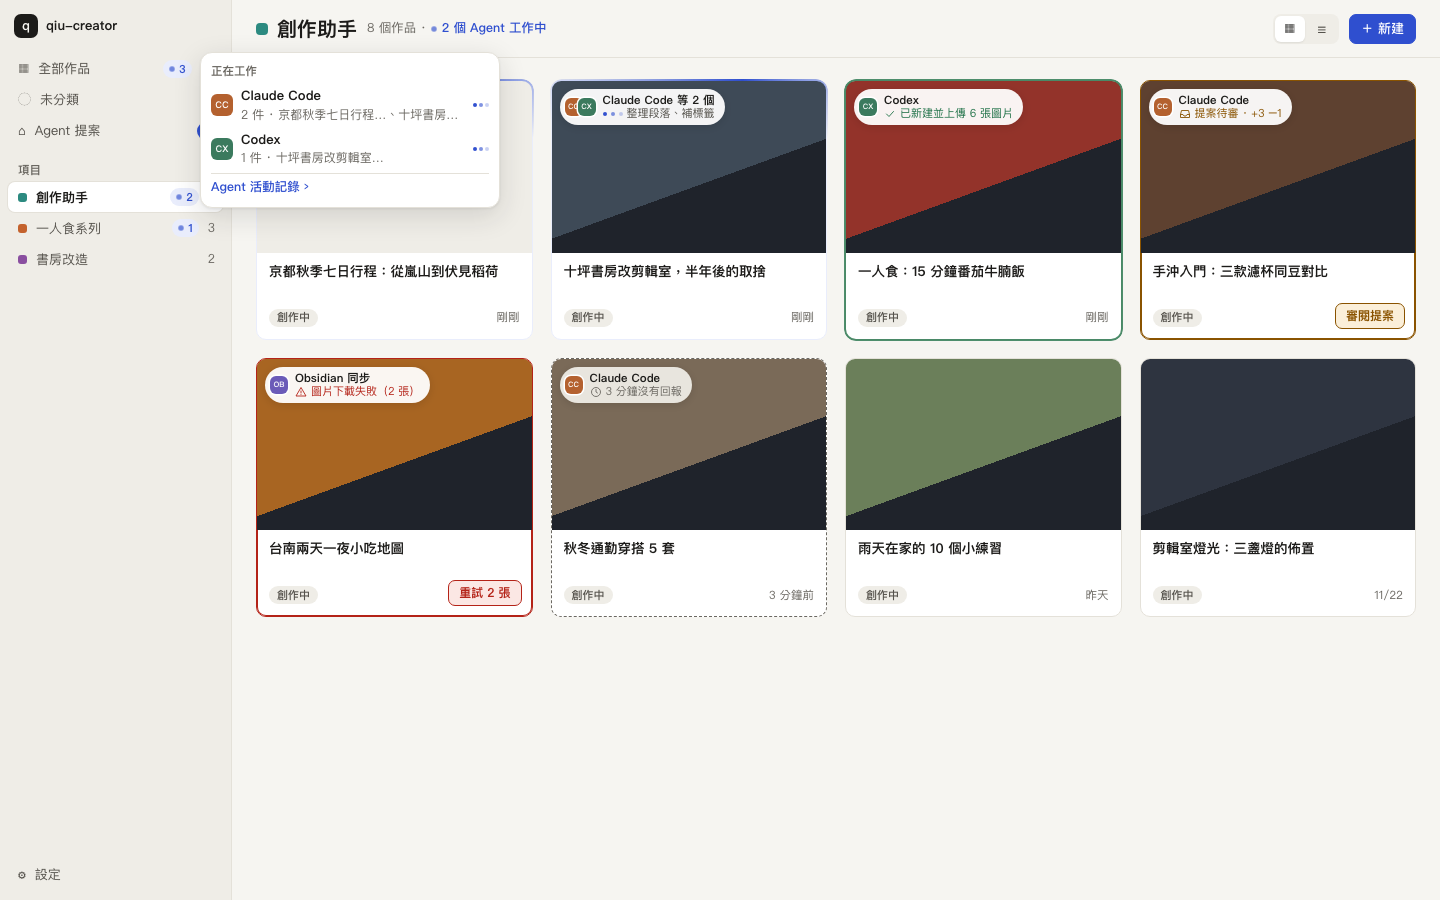 q qiu-creator
全部作品 3
未分類
Agent 提案
項目
創作助手 2
一人食系列 1 3
書房改造 2
設定
創作助手 8 個作品 · 2 個 Agent 工作中
+ 新建
正在工作
CC Claude Code
2 件 · 京都秋季七日行程…、十坪書房…
CX Codex
1 件 · 十坪書房改剪輯室…
Agent 活動記錄 ›
京都秋季七日行程：從嵐山到伏見稻荷
創作中 剛剛
CX Claude Code 等 2 個
整理段落、補標籤
十坪書房改剪輯室，半年後的取捨
創作中 剛剛
CX Codex
已新建並上傳 6 張圖片
一人食：15 分鐘番茄牛腩飯
創作中 剛剛
CC Claude Code
提案待審 · +3 −1
手沖入門：三款濾杯同豆對比
創作中 審閱提案
OB Obsidian 同步
圖片下載失敗（2 張）
台南兩天一夜小吃地圖
創作中 重試 2 張
CC Claude Code
3 分鐘沒有回報
秋冬通勤穿搭 5 套
創作中 3 分鐘前
雨天在家的 10 個小練習
創作中 昨天
剪輯室燈光：三盞燈的佈置
創作中 11/22